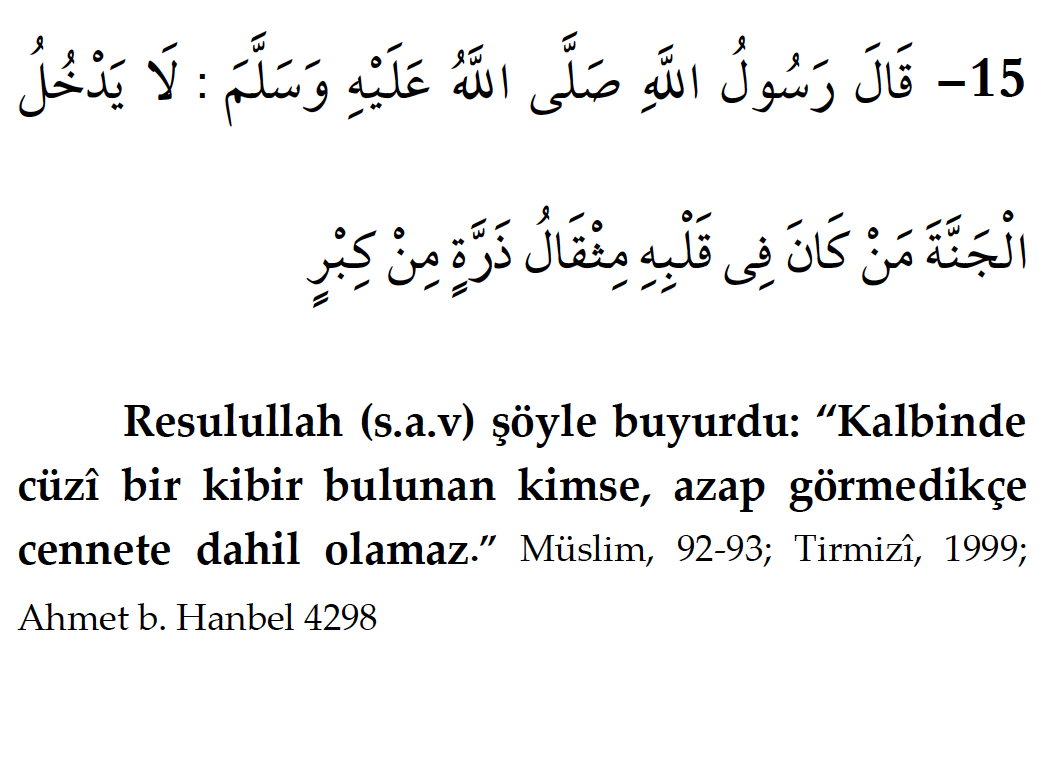 15– قَالَ رَسُولُ اللَّهِ صَلَّى اللَّهُ عَلَيْهِ وَسَلَّمَ : لَا يَدْخُلُ
الْجَنَّةَ مَنْ كَانَ فِى قَلْبِهِ مِثْقَالُ ذَرَّةٍ مِنْ كِبْرٍ
Resulullah (s.a.v) şöyle buyurdu: “Kalbinde
cüzî bir kibir bulunan kimse, azap görmedikçe
cennete dahil olamaz.” Müslim, 92-93; Tirmizî, 1999;
Ahmet b. Hanbel 4298